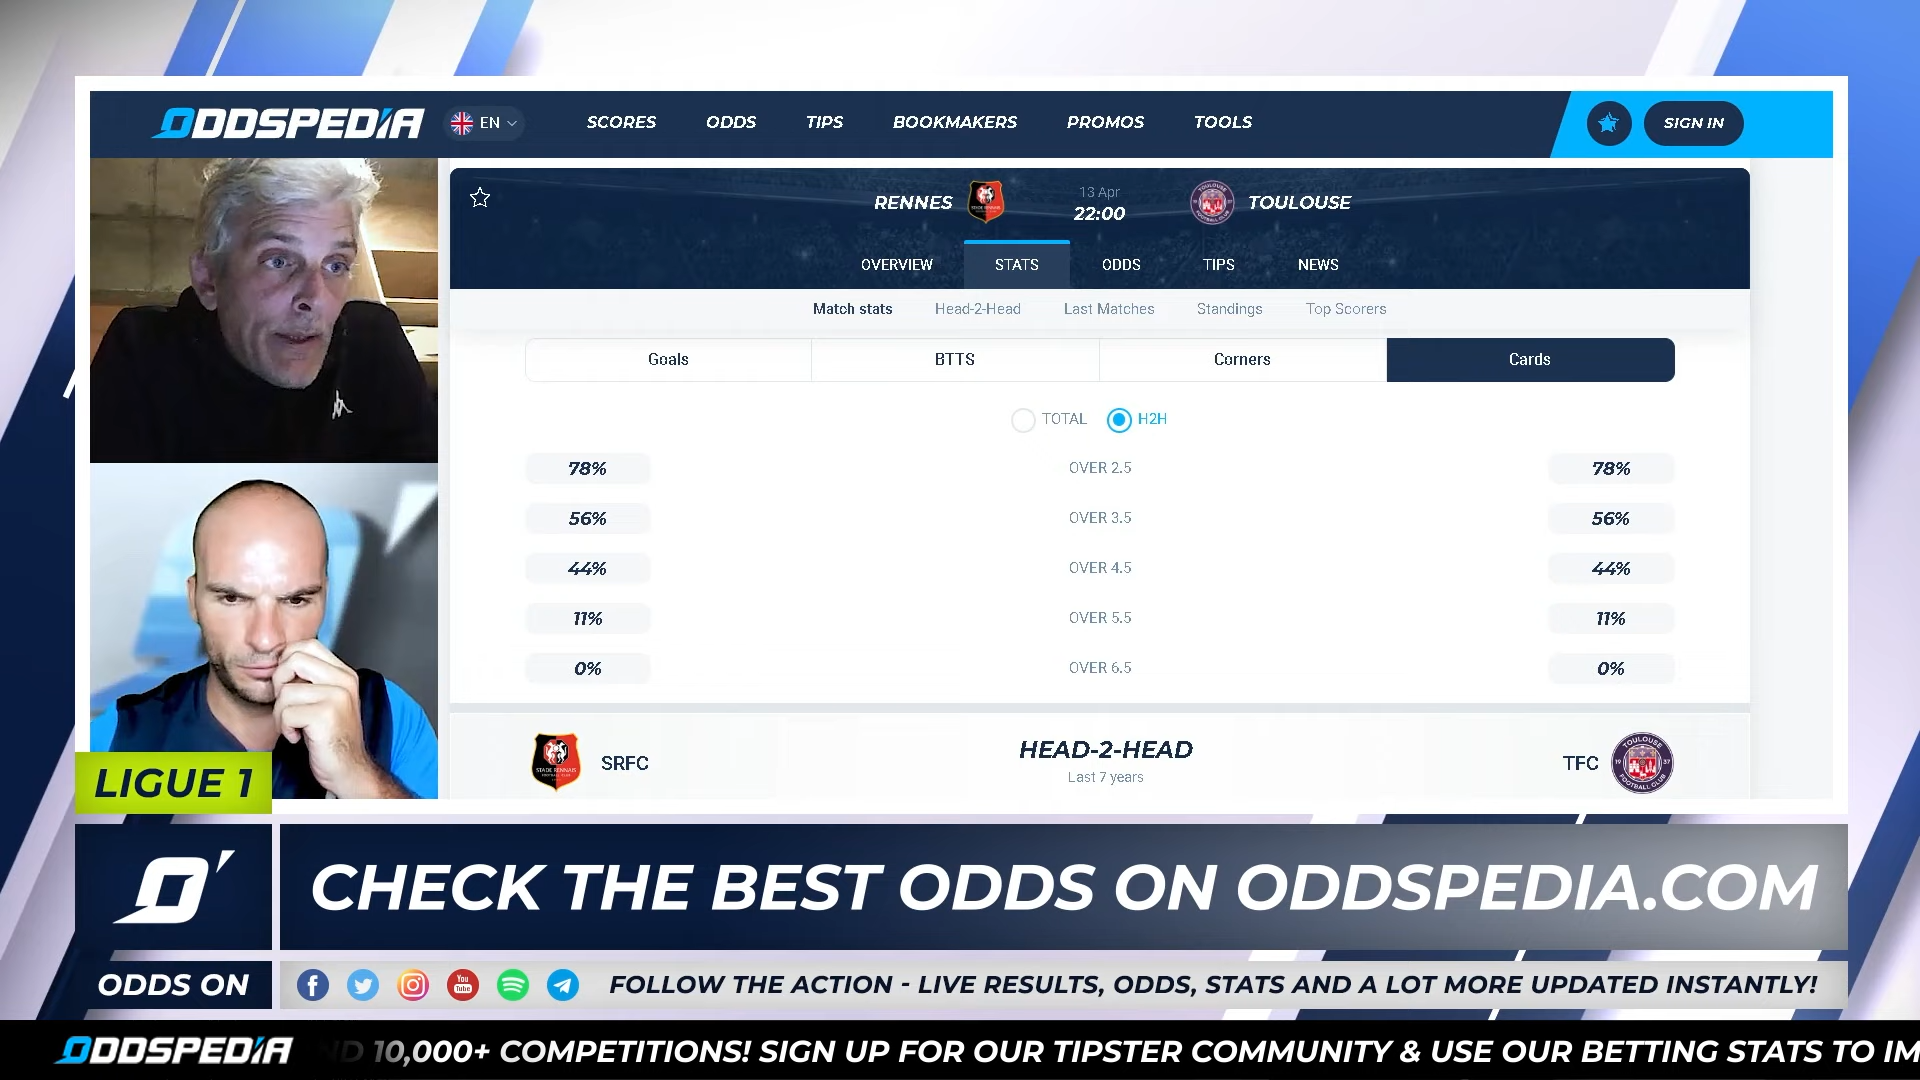 ODDSPEDIA
EN
SCORES ODDS TIPS BOOKMAKERS PROMOS TOOLS
SIGN IN
RENNES 13 Apr 22:00 TOULOUSE
OVERVIEW STATS ODDS TIPS NEWS
Match stats Head-2-Head Last Matches Standings Top Scorers
Goals BTTS Corners Cards
TOTAL H2H
78% OVER 2.5 78%
56% OVER 3.5 56%
44% OVER 4.5 44%
11% OVER 5.5 11%
0% OVER 6.5 0%
SRFC HEAD-2-HEAD TFC
Last 7 years
LIGUE 1
CHECK THE BEST ODDS ON ODDSPEDIA.COM
ODDS ON
FOLLOW THE ACTION - LIVE RESULTS, ODDS, STATS AND A LOT MORE UPDATED INSTANTLY!
ODDSPEDIA
10,000+ COMPETITIONS! SIGN UP FOR OUR TIPSTER COMMUNITY & USE OUR BETTING STATS TO IM